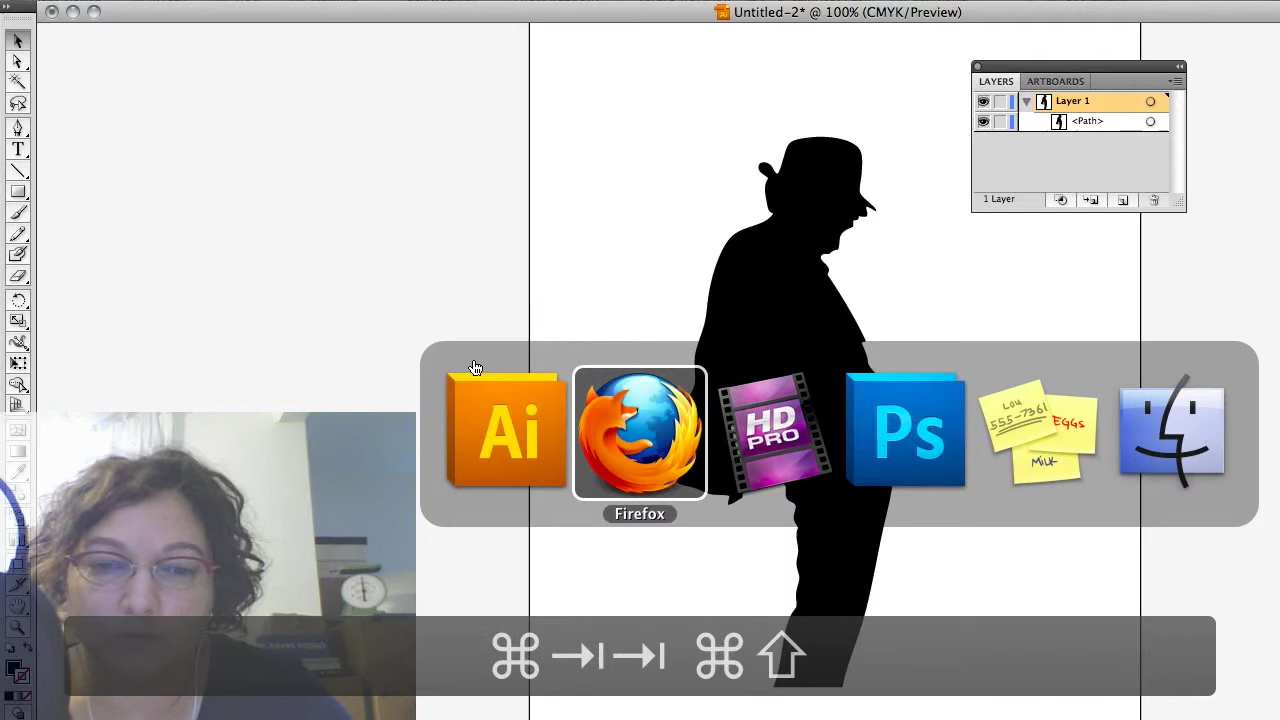 Untitled-2* @ 100% (CMYK/Preview)
LAYERS ARTBOARDS
Layer 1
<Path>
1 Layer
T
Ai
HD
PRO
Ps
LOU
555-7361
EGGS
MILK
Firefox